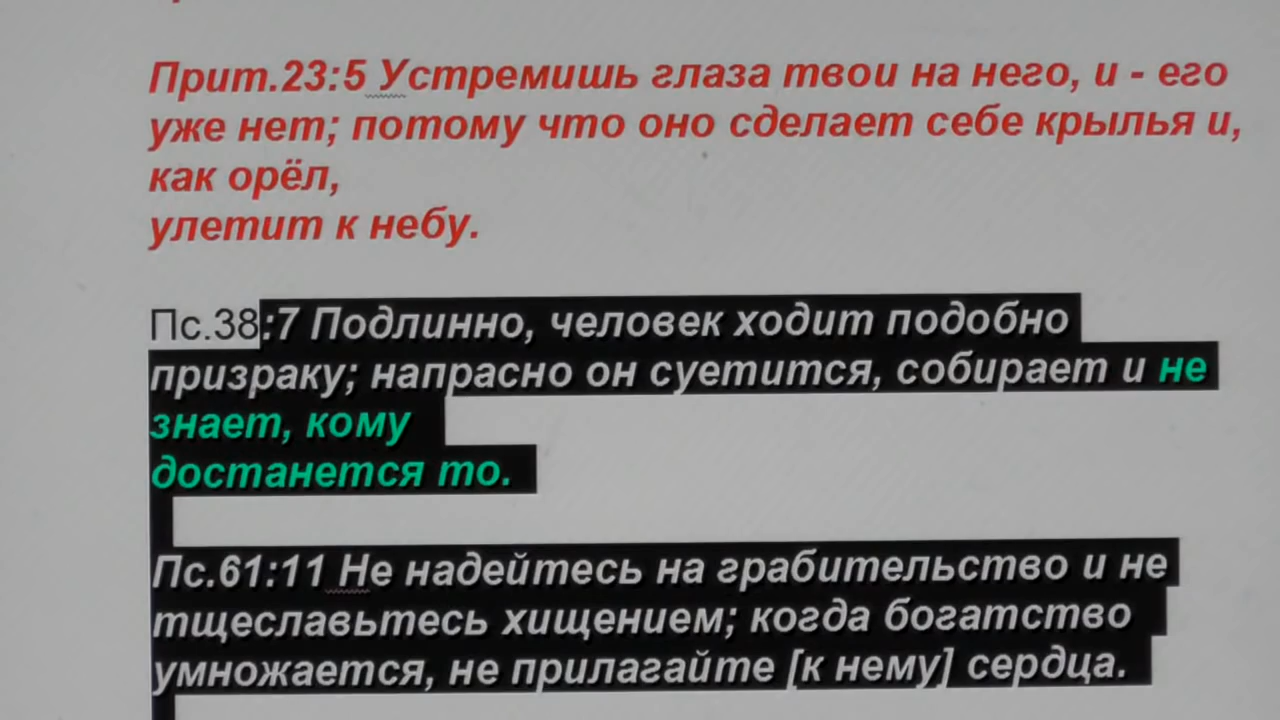 Прит.23:5 Устремишь глаза твои на него, и - его
уже нет; потому что оно сделает себе крылья и,
как орёл,
улетит к небу.
Пс.38:7 Подлинно, человек ходит подобно
призраку; напрасно он суетится, собирает и не
знает, кому
достанется то.
Пс.61:11 Не надейтесь на грабительство и не
тщеславьтесь хищением; когда богатство
умножается, не прилагайте [к нему] сердца.